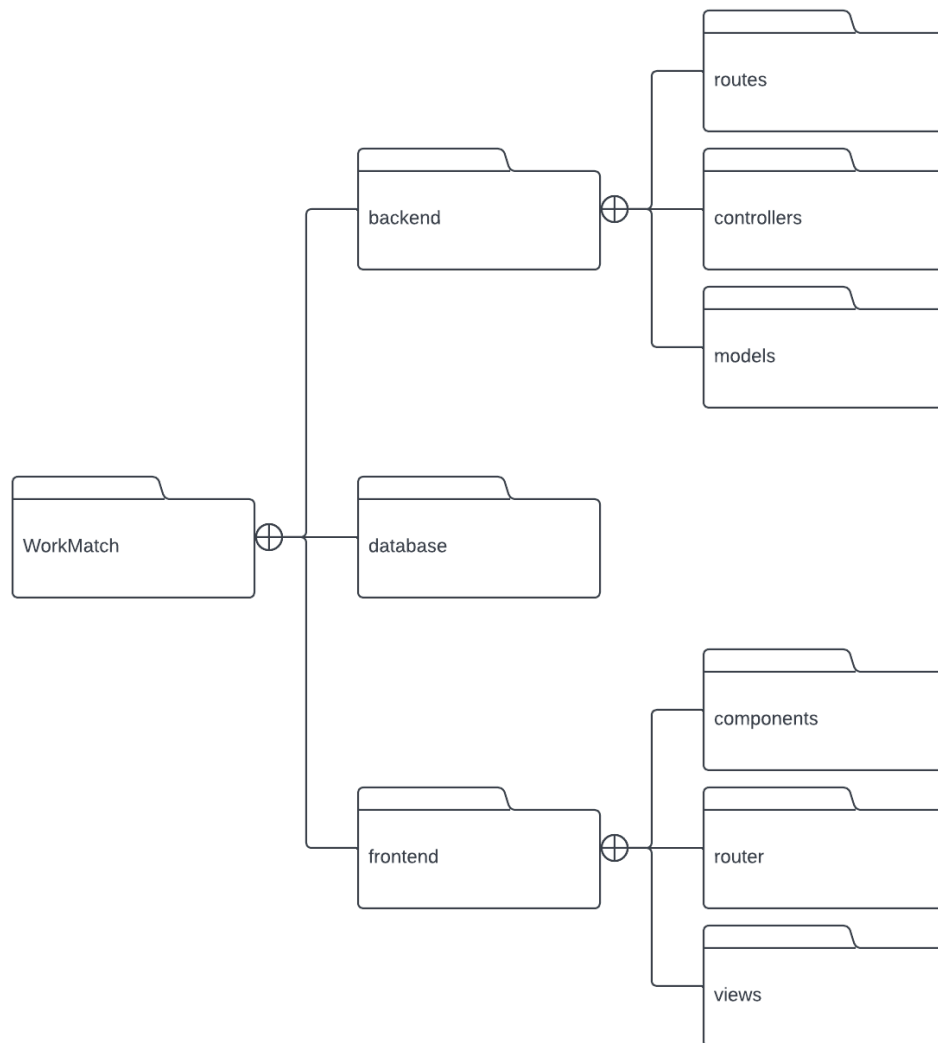 routes
backend
controllers
models
WorkMatch
database
components
frontend
router
views